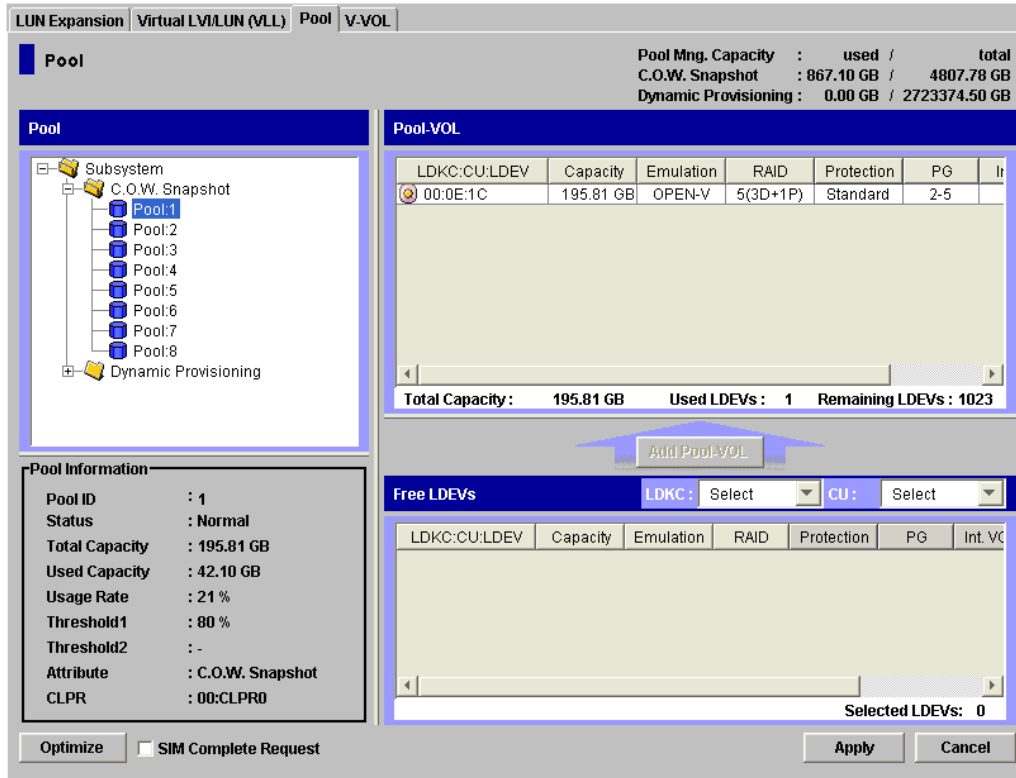 LUN Expansion Virtual LVI/LUN (VLL) Pool V-VOL
Pool
Pool Mng. Capacity : used / total
C.O.W. Snapshot : 867.10 GB / 4807.78 GB
Dynamic Provisioning : 0.00 GB / 2723374.50 GB
Pool
Subsystem
C.O.W. Snapshot
Pool:1
Pool:2
Pool:3
Pool:4
Pool:5
Pool:6
Pool:7
Pool:8
Dynamic Provisioning
Pool Information
Pool ID : 1
Status : Normal
Total Capacity : 195.81 GB
Used Capacity : 42.10 GB
Usage Rate : 21 %
Threshold1 : 80 %
Threshold2 : -
Attribute : C.O.W. Snapshot
CLPR : 00:CLPR0
Pool-VOL
LDKC:CU:LDEV Capacity Emulation RAID Protection PG
00:0E:1C 195.81 GB OPEN-V 5(3D+1P) Standard 2-5
Total Capacity : 195.81 GB Used LDEVs : 1 Remaining LDEVs : 1023
Add Pool-VOL
Free LDEVs LDKC : Select CU : Select
LDKC:CU:LDEV Capacity Emulation RAID Protection PG Int. VO
Selected LDEVs: 0
Optimize SIM Complete Request Apply Cancel